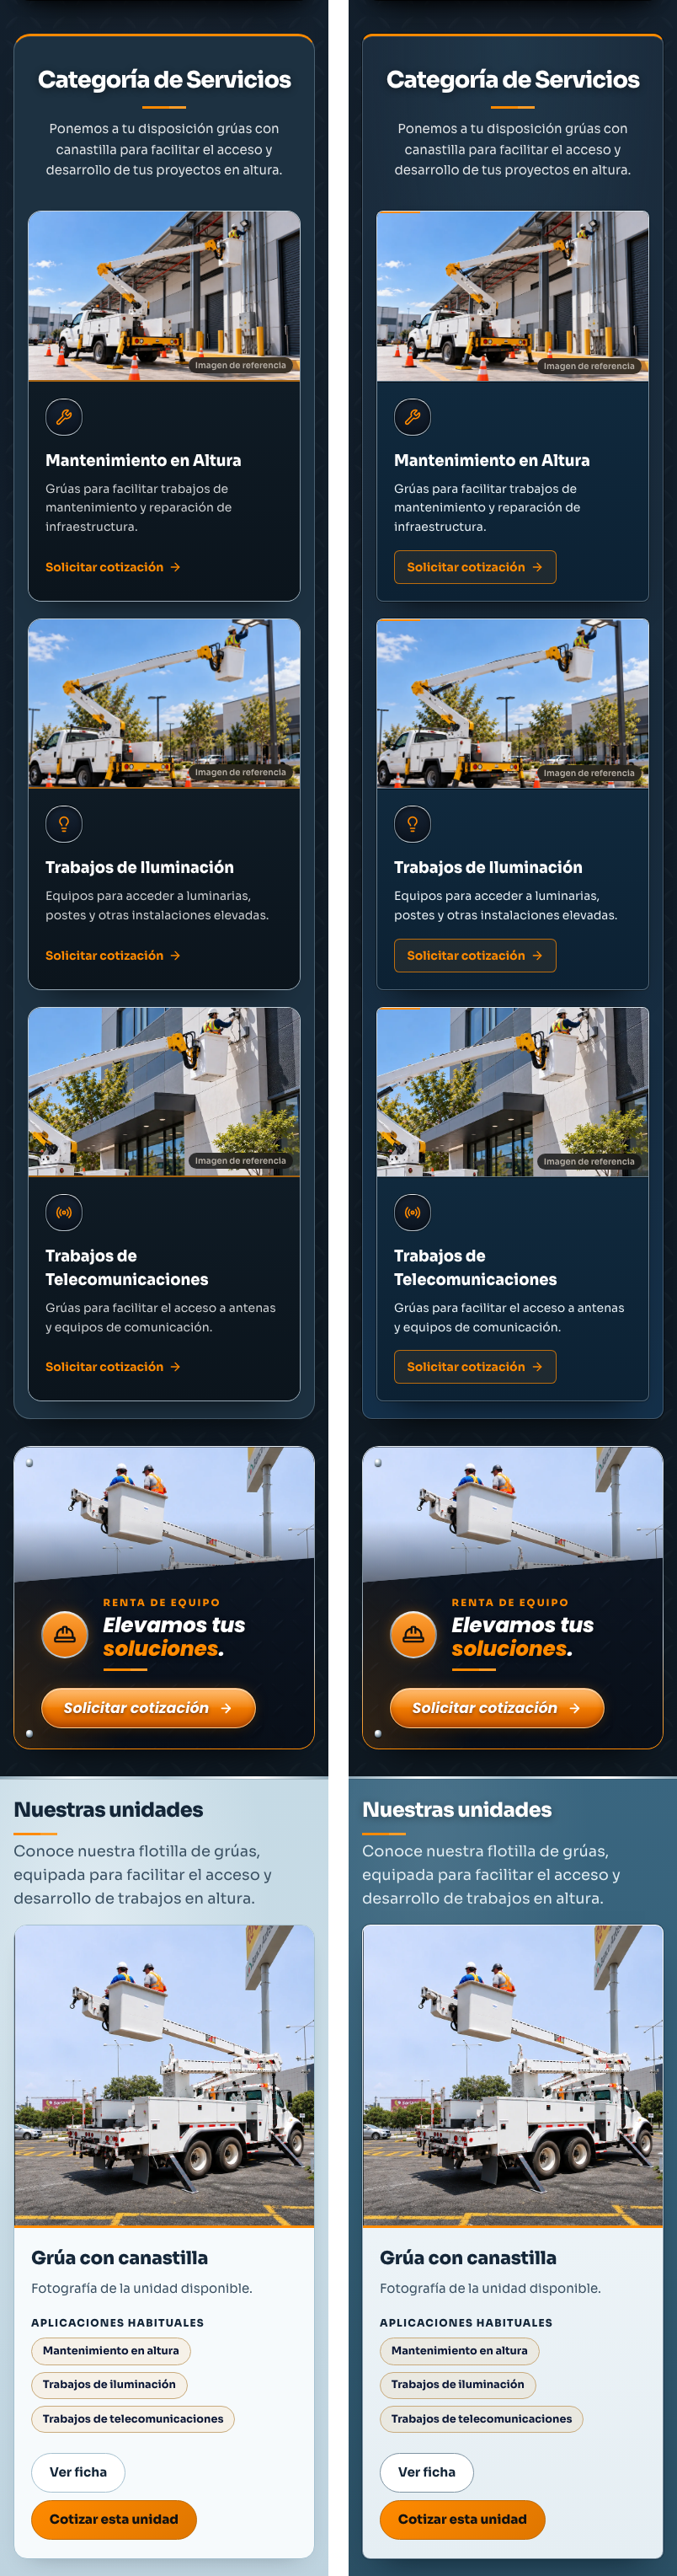 Categoría de Servicios
Ponemos a tu disposición grúas con
canastilla para facilitar el acceso y
desarrollo de tus proyectos en altura.
Imagen de referencia
Mantenimiento en Altura
Grúas para facilitar trabajos de
mantenimiento y reparación de
infraestructura.
Solicitar cotización →
Imagen de referencia
Trabajos de Iluminación
Equipos para acceder a luminarias,
postes y otras instalaciones elevadas.
Solicitar cotización →
Imagen de referencia
Trabajos de
Telecomunicaciones
Grúas para facilitar el acceso a antenas
y equipos de comunicación.
Solicitar cotización →
RENTA DE EQUIPO
Elevamos tus
soluciones.
Solicitar cotización →
Nuestras unidades
Conoce nuestra flotilla de grúas,
equipada para facilitar el acceso y
desarrollo de trabajos en altura.
Grúa con canastilla
Fotografía de la unidad disponible.
APLICACIONES HABITUALES
Mantenimiento en altura
Trabajos de iluminación
Trabajos de telecomunicaciones
Ver ficha
Cotizar esta unidad
Categoría de Servicios
Ponemos a tu disposición grúas con
canastilla para facilitar el acceso y
desarrollo de tus proyectos en altura.
Imagen de referencia
Mantenimiento en Altura
Grúas para facilitar trabajos de
mantenimiento y reparación de
infraestructura.
Solicitar cotización →
Imagen de referencia
Trabajos de Iluminación
Equipos para acceder a luminarias,
postes y otras instalaciones elevadas.
Solicitar cotización →
Imagen de referencia
Trabajos de
Telecomunicaciones
Grúas para facilitar el acceso a antenas
y equipos de comunicación.
Solicitar cotización →
RENTA DE EQUIPO
Elevamos tus
soluciones.
Solicitar cotización →
Nuestras unidades
Conoce nuestra flotilla de grúas,
equipada para facilitar el acceso y
desarrollo de trabajos en altura.
Grúa con canastilla
Fotografía de la unidad disponible.
APLICACIONES HABITUALES
Mantenimiento en altura
Trabajos de iluminación
Trabajos de telecomunicaciones
Ver ficha
Cotizar esta unidad